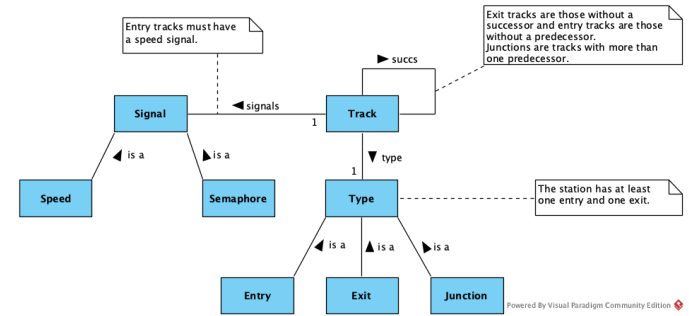 Entry tracks must have
a speed signal.
Exit tracks are those without a
successor and entry tracks are those
without a predecessor.
Junctions are tracks with more than
one predecessor.
succs
signals
Signal
1
Track
type
is a
is a
1
Speed
Semaphore
Type
The station has at least
one entry and one exit.
is a
is a
is a
Entry
Exit
Junction
Powered By Visual Paradigm Community Edition